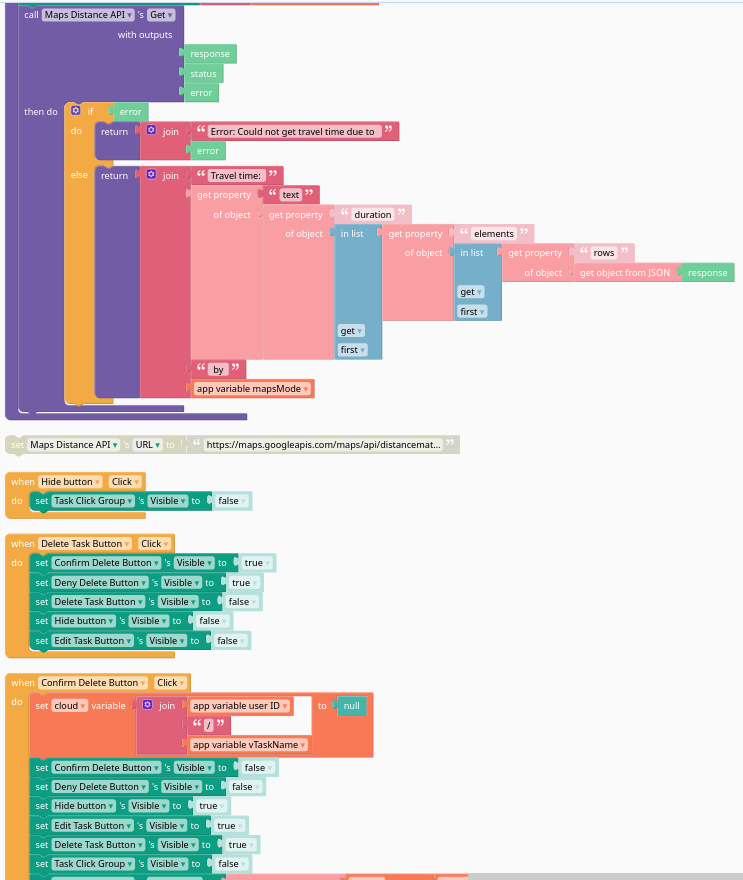 call Maps Distance API 's Get
with outputs
response
status
error
then do if error
do return join “ Error: Could not get travel time due to ”
error
else return join “ Travel time: ”
get property “ text ”
of object get property “ duration ”
of object in list get property “ elements ”
of object in list get property “ rows ”
of object get object from JSON response
get
first
get
first
“ by ”
app variable mapsMode
set Maps Distance API 's URL to “ https://maps.googleapis.com/maps/api/distancemat... ”
when Hide button Click
do set Task Click Group 's Visible to false
when Delete Task Button Click
do set Confirm Delete Button 's Visible to true
set Deny Delete Button 's Visible to true
set Delete Task Button 's Visible to false
set Hide button 's Visible to false
set Edit Task Button 's Visible to false
when Confirm Delete Button Click
do set cloud variable join app variable user ID to null
“ / ”
app variable vTaskName
set Confirm Delete Button 's Visible to false
set Deny Delete Button 's Visible to false
set Hide button 's Visible to true
set Edit Task Button 's Visible to true
set Delete Task Button 's Visible to true
set Task Click Group 's Visible to false